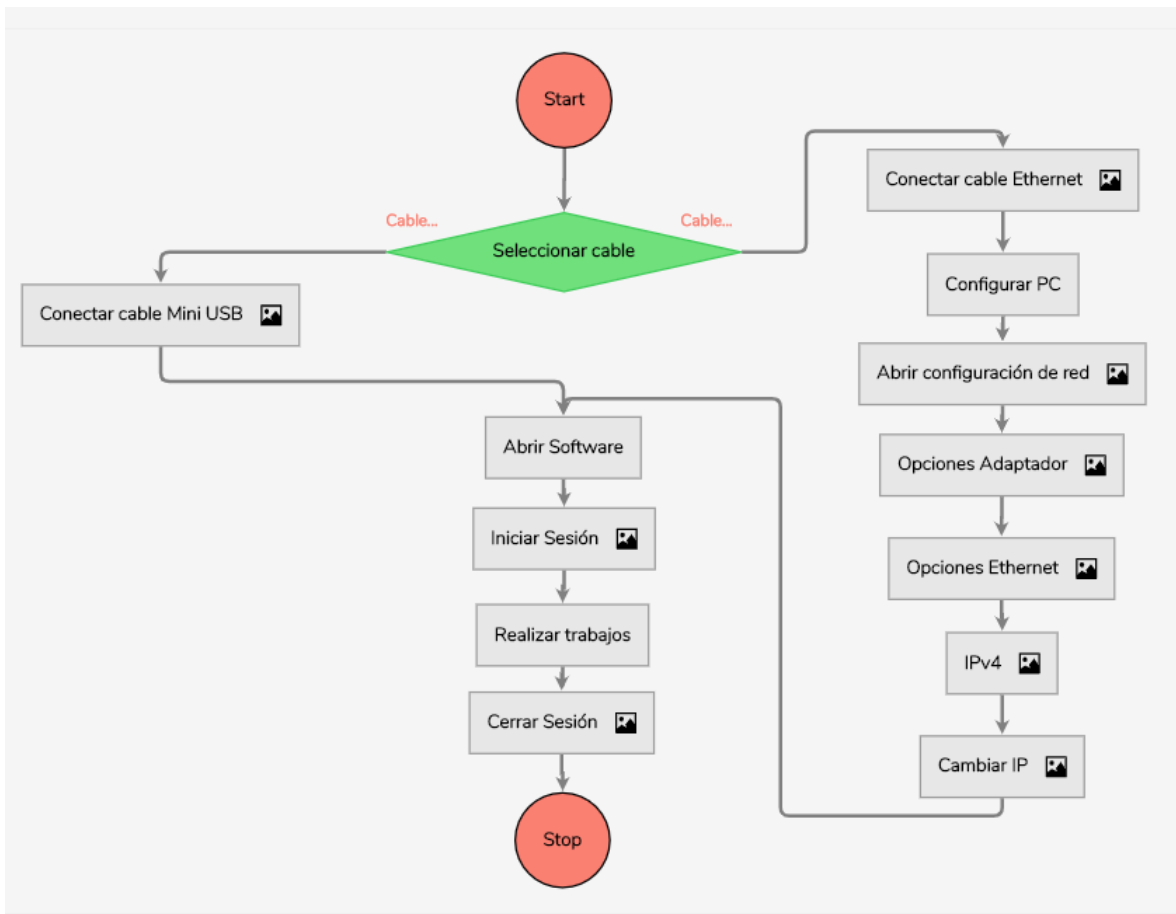 Start
Cable...
Cable...
Seleccionar cable
Conectar cable Mini USB
Conectar cable Ethernet
Configurar PC
Abrir configuración de red
Opciones Adaptador
Opciones Ethernet
IPv4
Cambiar IP
Abrir Software
Iniciar Sesión
Realizar trabajos
Cerrar Sesión
Stop